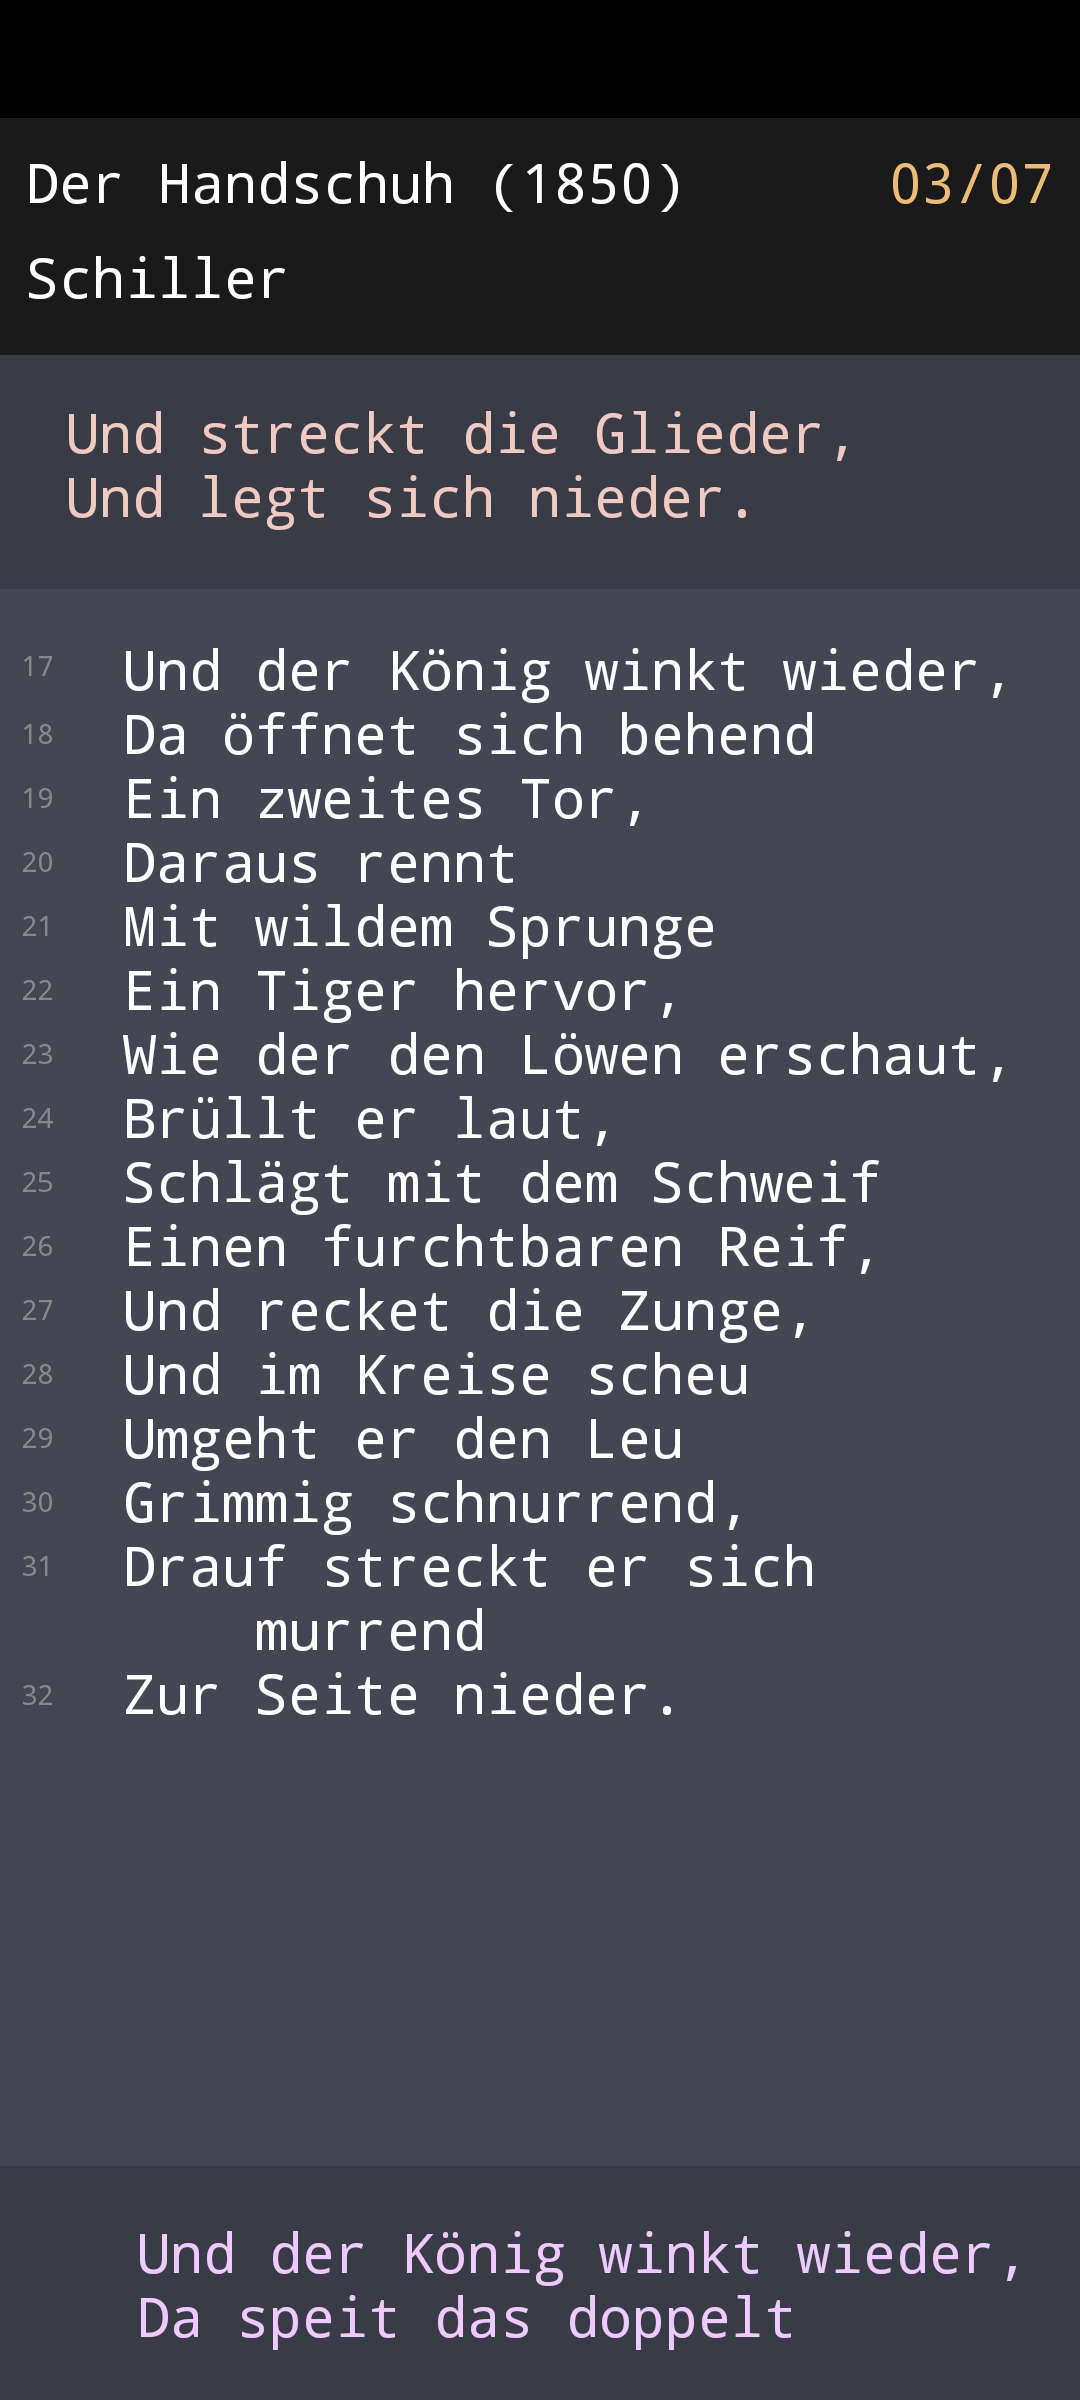 Der Handschuh (1850) 03/07
Schiller
Und streckt die Glieder,
Und legt sich nieder.
17 Und der König winkt wieder,
18 Da öffnet sich behend
19 Ein zweites Tor,
20 Daraus rennt
21 Mit wildem Sprunge
22 Ein Tiger hervor,
23 Wie der den Löwen erschaut,
24 Brüllt er laut,
25 Schlägt mit dem Schweif
26 Einen furchtbaren Reif,
27 Und recket die Zunge,
28 Und im Kreise scheu
29 Umgeht er den Leu
30 Grimmig schnurrend,
31 Drauf streckt er sich
murrend
32 Zur Seite nieder.
Und der König winkt wieder,
Da speit das doppelt